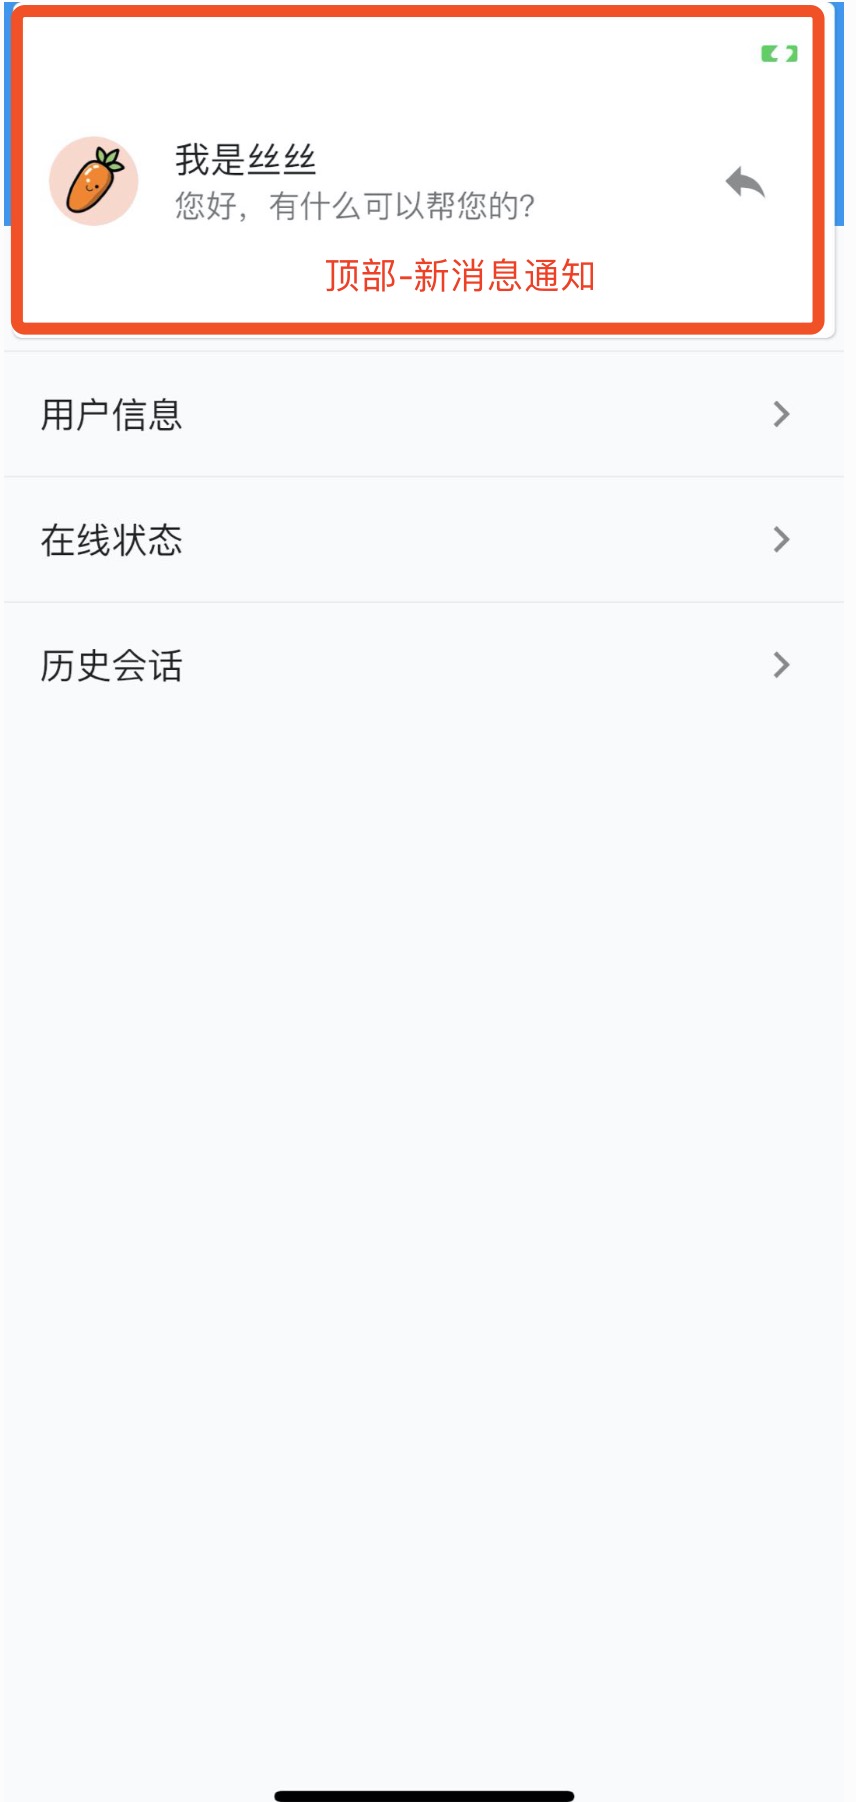 我是丝丝
您好，有什么可以帮您的?
顶部-新消息通知
用户信息
在线状态
历史会话